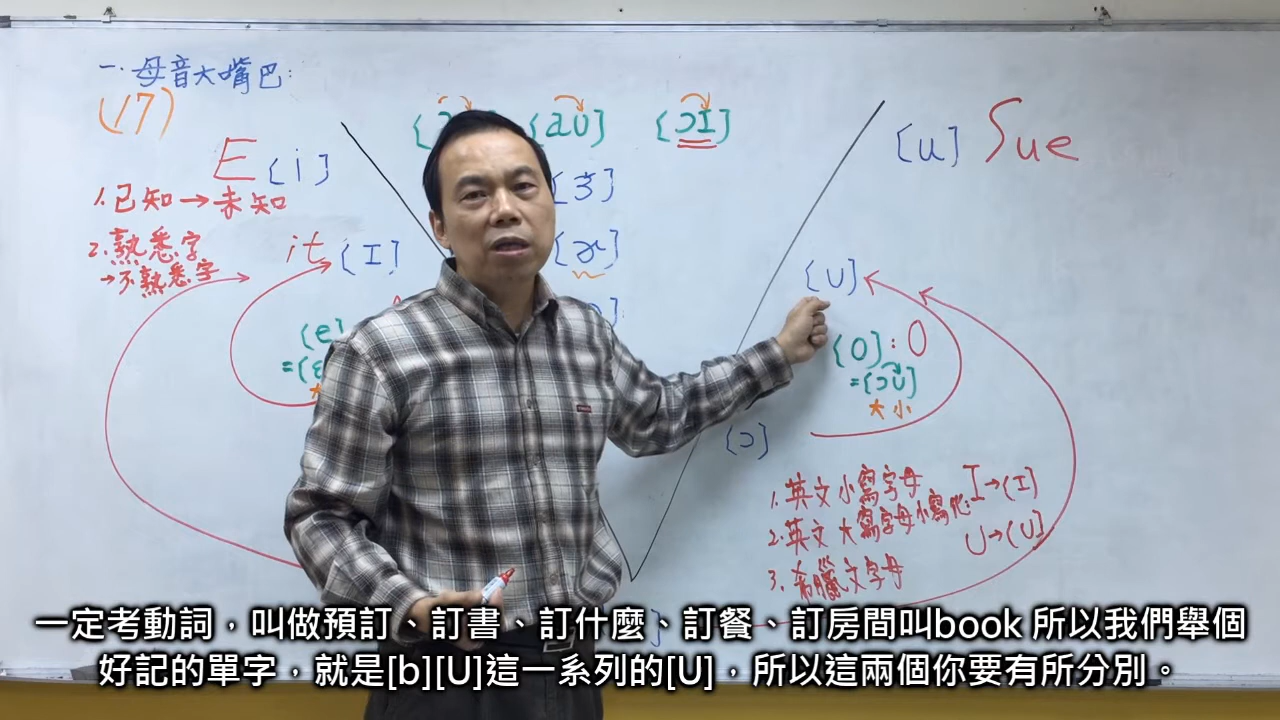 一. 母音大嘴巴:
(17)
[aU] [ɔI]
E [i] [ɝ] [u] Sue
1. 已知→未知
2. 熟悉字
→不熟悉字
it [I] [ɚ] [U]
[e] [o]: O
=[ɔU]
大小
[ɔ]
1. 英文小寫字母
2. 英文大寫字母小寫化: I→[I]
U→[U]
3. 希臘文字母
一定考動詞，叫做預訂、訂書、訂什麼、訂餐、訂房間叫book 所以我們舉個
好記的單字，就是[b][U]這一系列的[U]，所以這兩個你要有所分別。